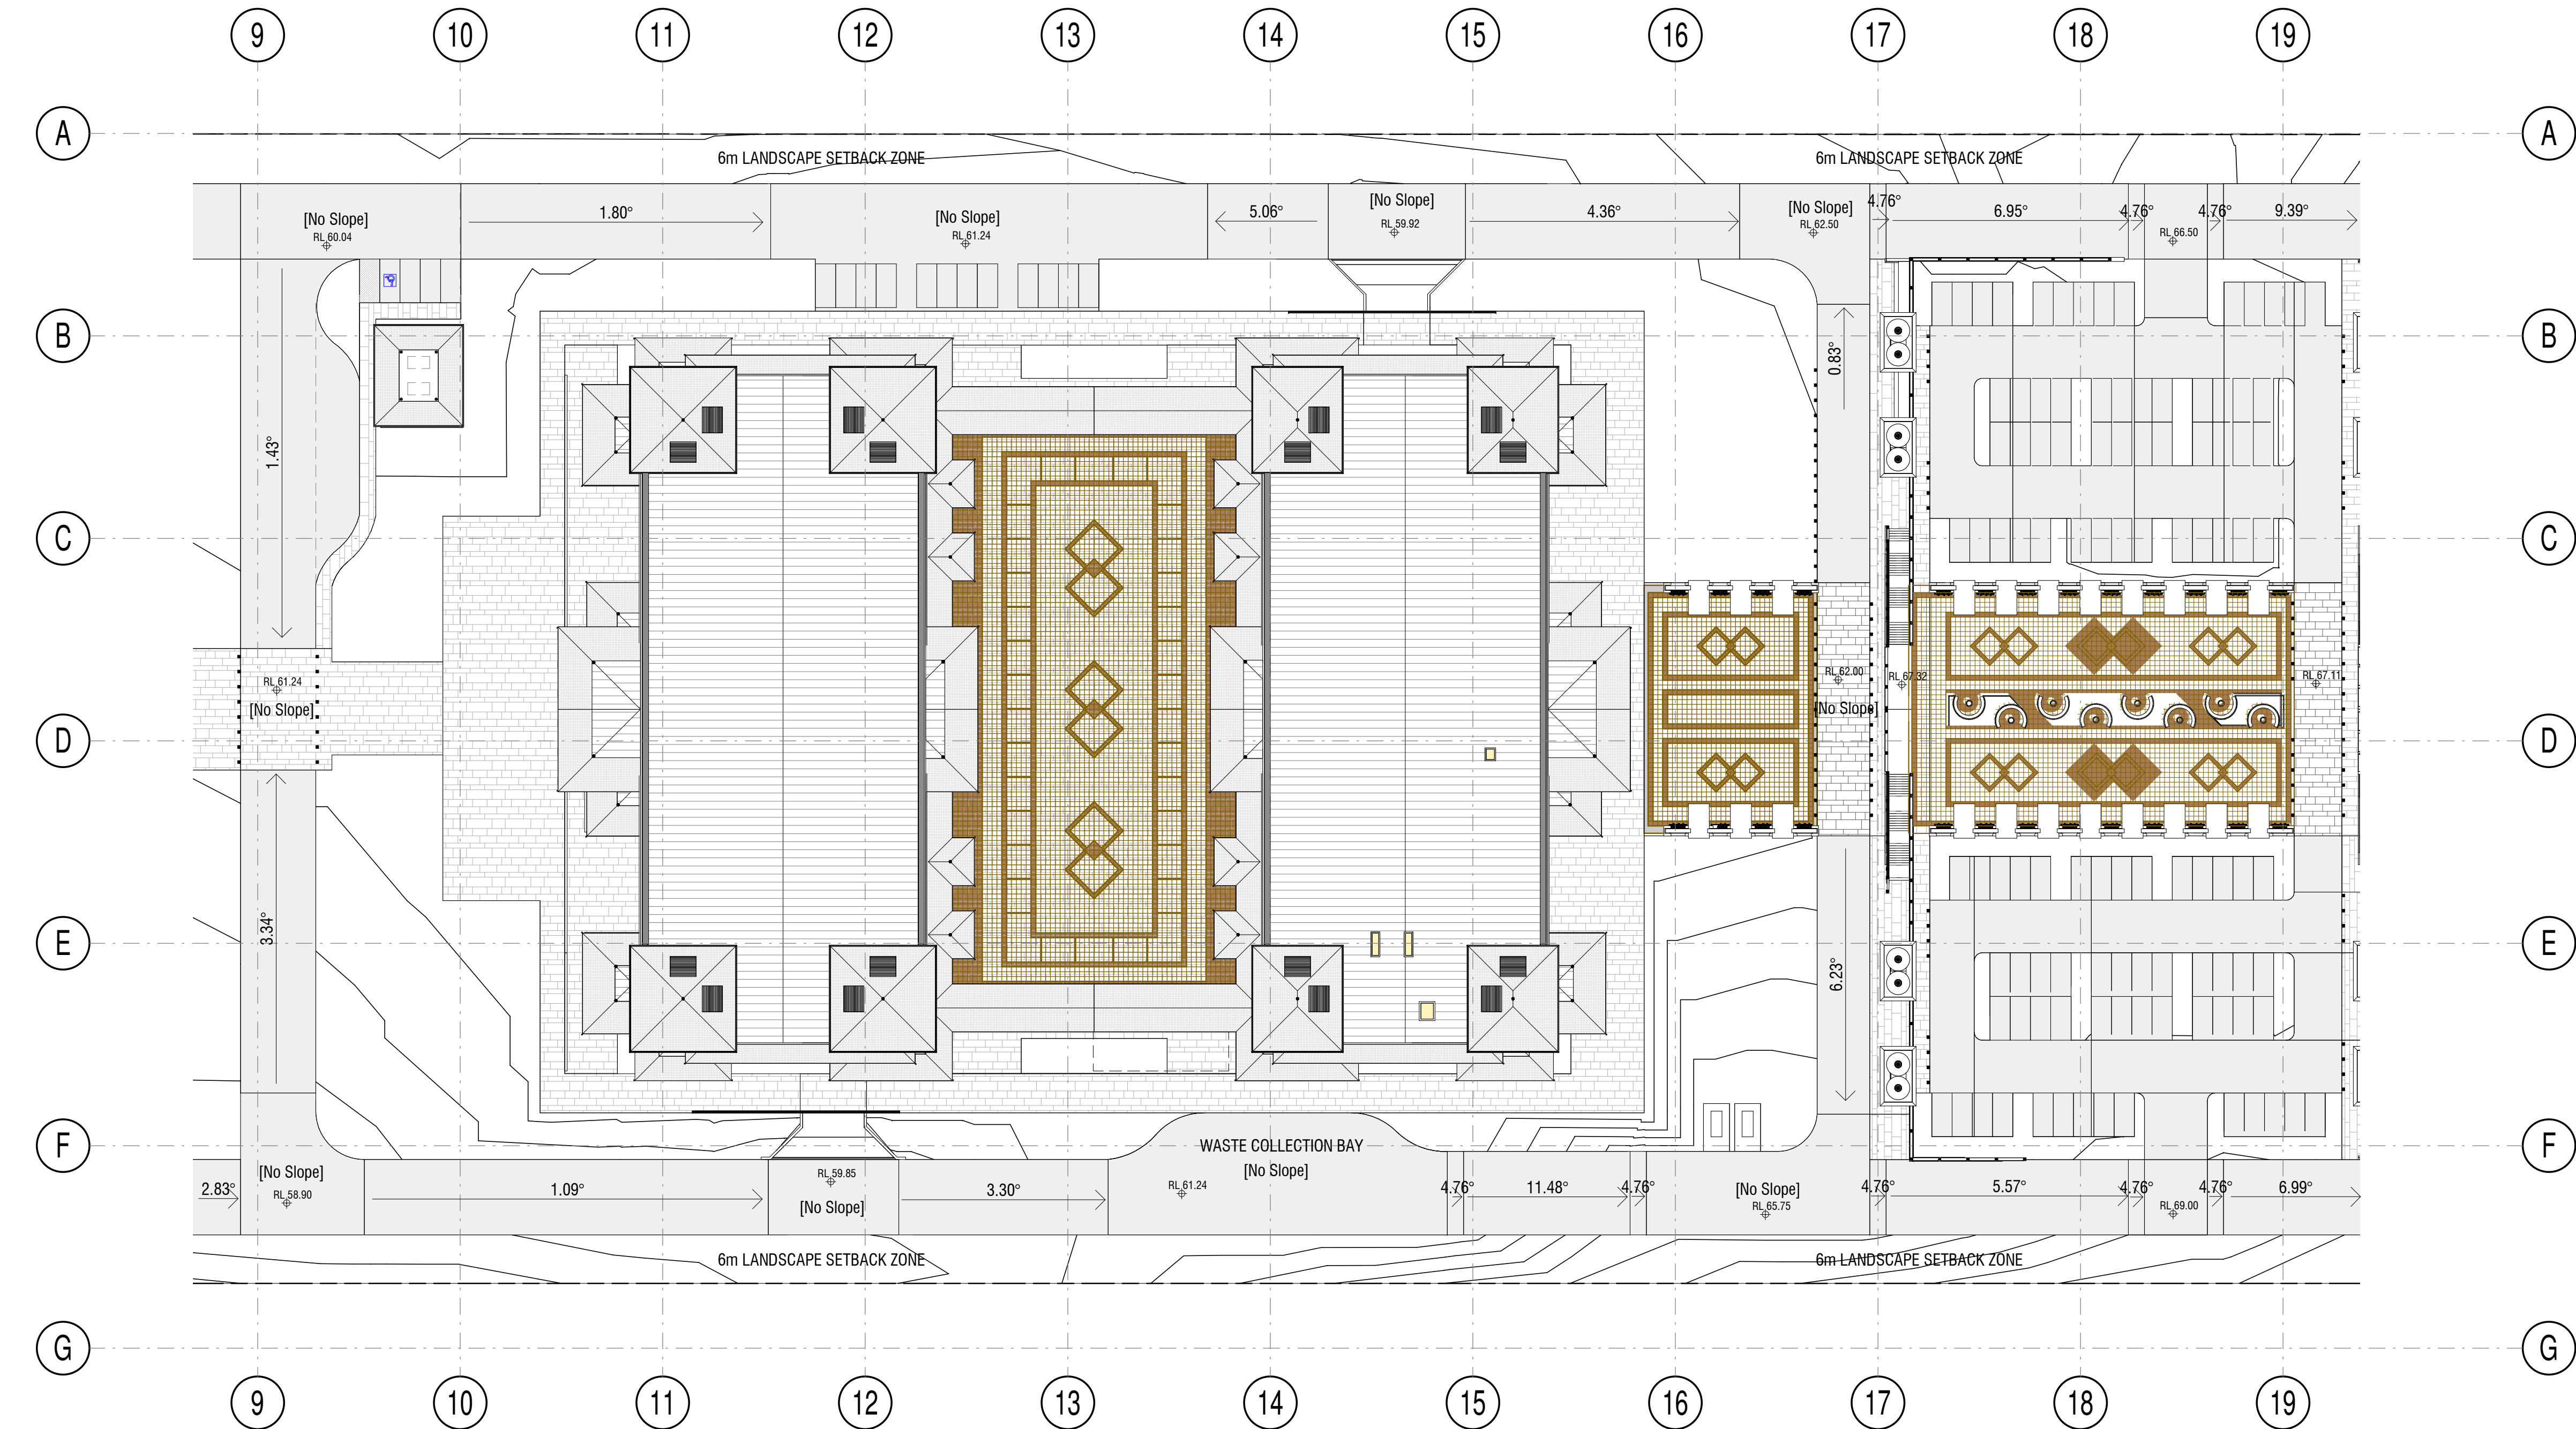 9 10 11 12 13 14 15 16 17 18 19
A A
6m LANDSCAPE SETBACK ZONE 6m LANDSCAPE SETBACK ZONE
[No Slope]
RL 60.04
1.80°
[No Slope]
RL 61.24
5.06°
[No Slope]
RL 59.92
4.36°
[No Slope]
RL 62.50
4.76°
6.95°
4.76°
RL 66.50
4.76°
9.39°
B B
0.83°
1.43°
C C
RL 61.24
[No Slope]
RL 62.00
[No Slope]
RL 67.32
RL 67.11
D D
3.34°
6.23°
E E
F F
WASTE COLLECTION BAY
[No Slope]
RL 61.24
2.83°
[No Slope]
RL 58.90
1.09°
RL 59.85
[No Slope]
3.30°
4.76°
11.48°
4.76°
[No Slope]
RL 65.75
4.76°
5.57°
4.76°
RL 69.00
4.76°
6.99°
6m LANDSCAPE SETBACK ZONE 6m LANDSCAPE SETBACK ZONE
G G
9 10 11 12 13 14 15 16 17 18 19